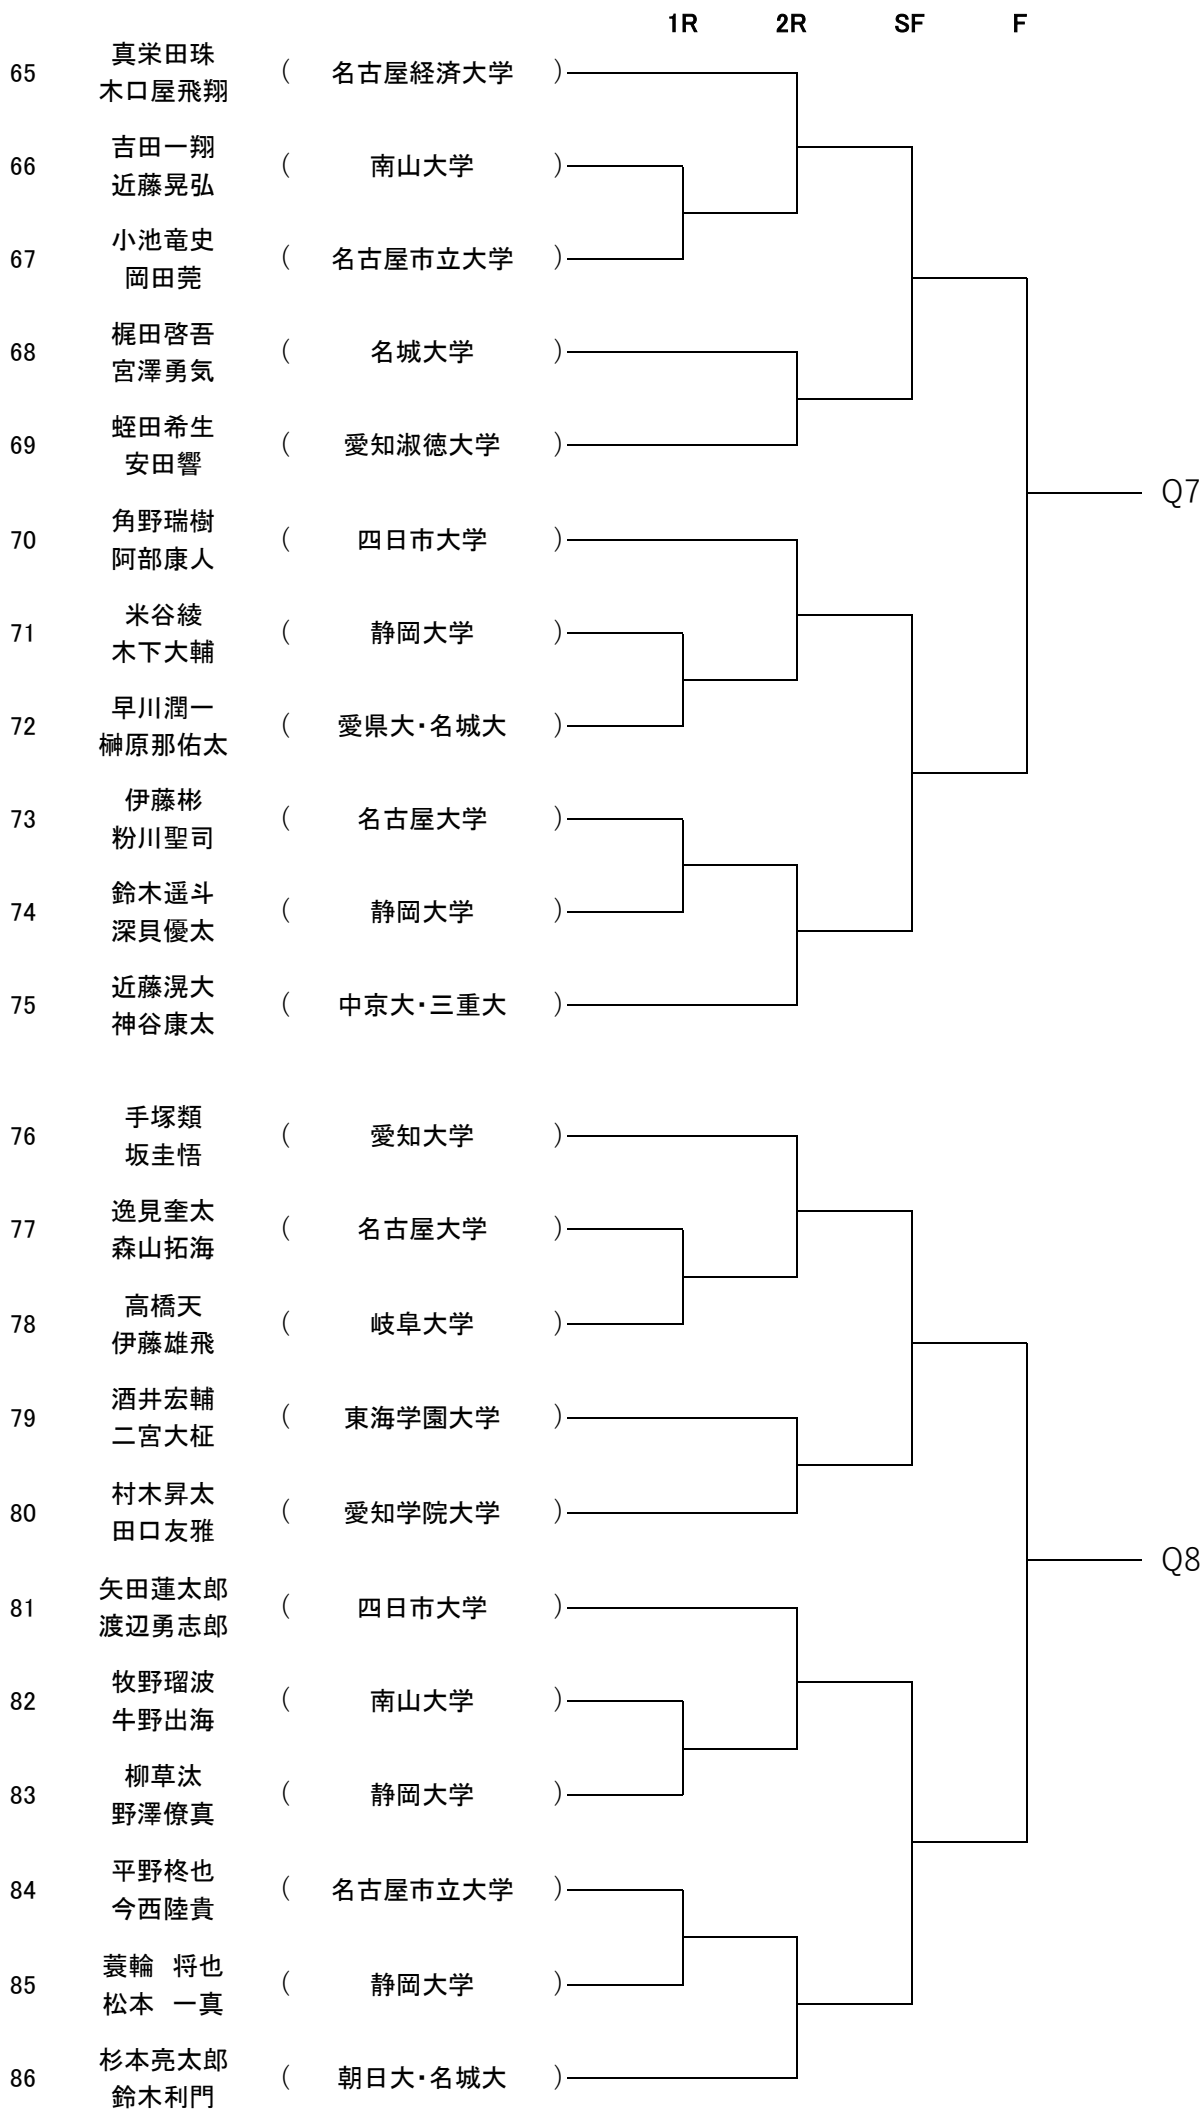 1R 2R SF F
真栄田珠
65 ( 名古屋経済大学 )
木口屋飛翔
吉田一翔
66 ( 南山大学 )
近藤晃弘
小池竜史
67 ( 名古屋市立大学 )
岡田莞
梶田啓吾
68 ( 名城大学 )
宮澤勇気
蛭田希生
69 ( 愛知淑徳大学 )
安田響
Q7
角野瑞樹
70 ( 四日市大学 )
阿部康人
米谷綾
71 ( 静岡大学 )
木下大輔
早川潤一
72 ( 愛県大・名城大 )
榊原那佑太
伊藤彬
73 ( 名古屋大学 )
粉川聖司
鈴木遥斗
74 ( 静岡大学 )
深貝優太
近藤滉大
75 ( 中京大・三重大 )
神谷康太
手塚類
76 ( 愛知大学 )
坂圭悟
逸見奎太
77 ( 名古屋大学 )
森山拓海
高橋天
78 ( 岐阜大学 )
伊藤雄飛
酒井宏輔
79 ( 東海学園大学 )
二宮大柾
村木昇太
80 ( 愛知学院大学 )
田口友雅
Q8
矢田蓮太郎
81 ( 四日市大学 )
渡辺勇志郎
牧野瑠波
82 ( 南山大学 )
牛野出海
柳草汰
83 ( 静岡大学 )
野澤僚真
平野柊也
84 ( 名古屋市立大学 )
今西陸貴
蓑輪　将也
85 ( 静岡大学 )
松本　一真
杉本亮太郎
86 ( 朝日大・名城大 )
鈴木利門